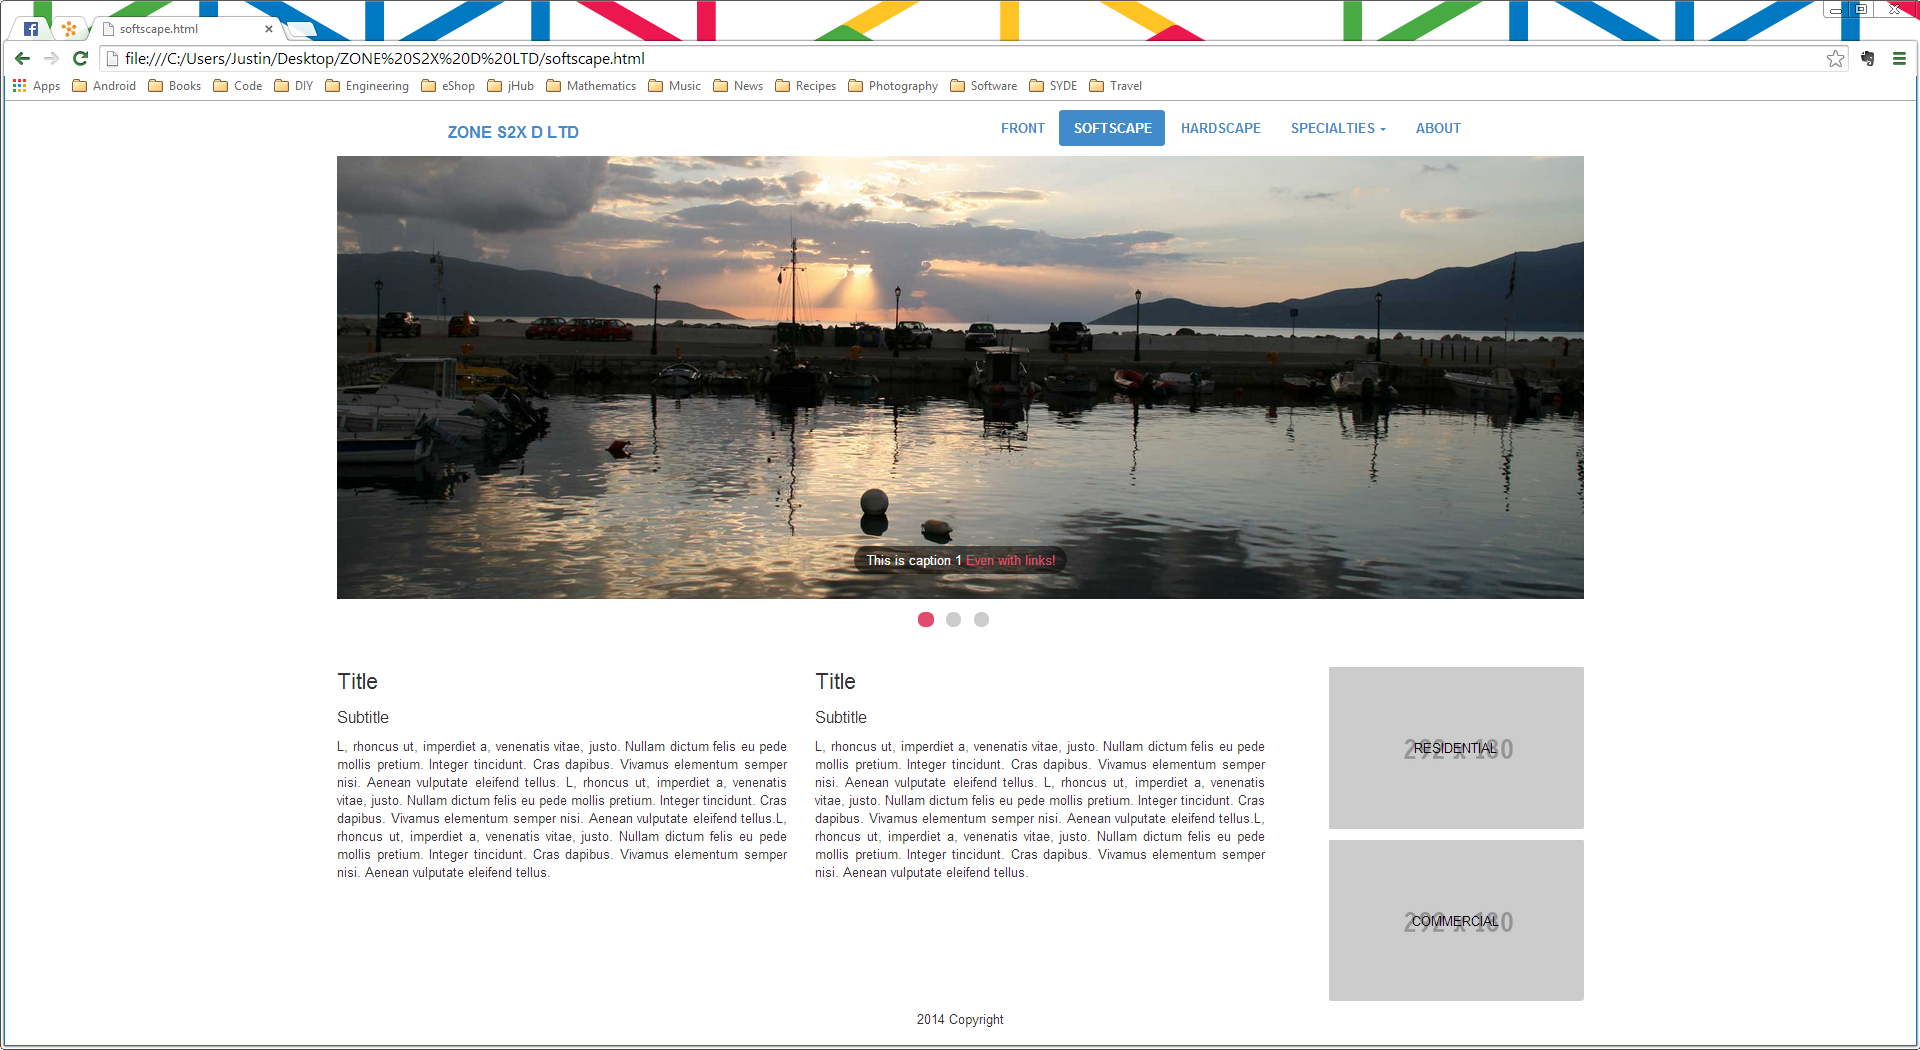 softscape.html
file:///C:/Users/Justin/Desktop/ZONE%20S2X%20D%20LTD/softscape.html
Apps Android Books Code DIY Engineering eShop jHub Mathematics Music News Recipes Photography Software SYDE Travel
ZONE S2X D LTD FRONT SOFTSCAPE HARDSCAPE SPECIALTIES ABOUT
This is caption 1 Even with links!
Title
Subtitle
L, rhoncus ut, imperdiet a, venenatis vitae, justo. Nullam dictum felis eu pede
mollis pretium. Integer tincidunt. Cras dapibus. Vivamus elementum semper
nisi. Aenean vulputate eleifend tellus. L, rhoncus ut, imperdiet a, venenatis
vitae, justo. Nullam dictum felis eu pede mollis pretium. Integer tincidunt. Cras
dapibus. Vivamus elementum semper nisi. Aenean vulputate eleifend tellus.L,
rhoncus ut, imperdiet a, venenatis vitae, justo. Nullam dictum felis eu pede
mollis pretium. Integer tincidunt. Cras dapibus. Vivamus elementum semper
nisi. Aenean vulputate eleifend tellus.
Title
Subtitle
L, rhoncus ut, imperdiet a, venenatis vitae, justo. Nullam dictum felis eu pede
mollis pretium. Integer tincidunt. Cras dapibus. Vivamus elementum semper
nisi. Aenean vulputate eleifend tellus. L, rhoncus ut, imperdiet a, venenatis
vitae, justo. Nullam dictum felis eu pede mollis pretium. Integer tincidunt. Cras
dapibus. Vivamus elementum semper nisi. Aenean vulputate eleifend tellus.L,
rhoncus ut, imperdiet a, venenatis vitae, justo. Nullam dictum felis eu pede
mollis pretium. Integer tincidunt. Cras dapibus. Vivamus elementum semper
nisi. Aenean vulputate eleifend tellus.
292 x 180
RESIDENTIAL
292 x 180
COMMERCIAL
2014 Copyright